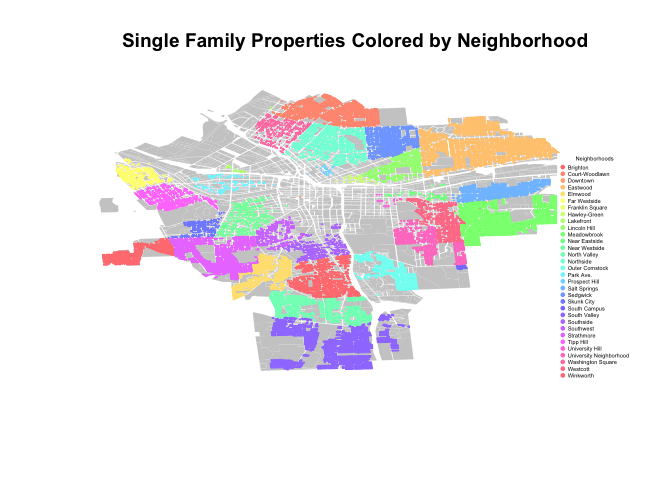 Single Family Properties Colored by Neighborhood
Neighborhoods
Brighton
Court-Woodlawn
Downtown
Eastwood
Elmwood
Far Westside
Franklin Square
Hawley-Green
Lakefront
Lincoln Hill
Meadowbrook
Near Eastside
Near Westside
North Valley
Northside
Outer Comstock
Park Ave.
Prospect Hill
Salt Springs
Sedgwick
Skunk City
South Campus
South Valley
Southside
Southwest
Strathmore
Tipp Hill
University Hill
University Neighborhood
Washington Square
Westcott
Winkworth